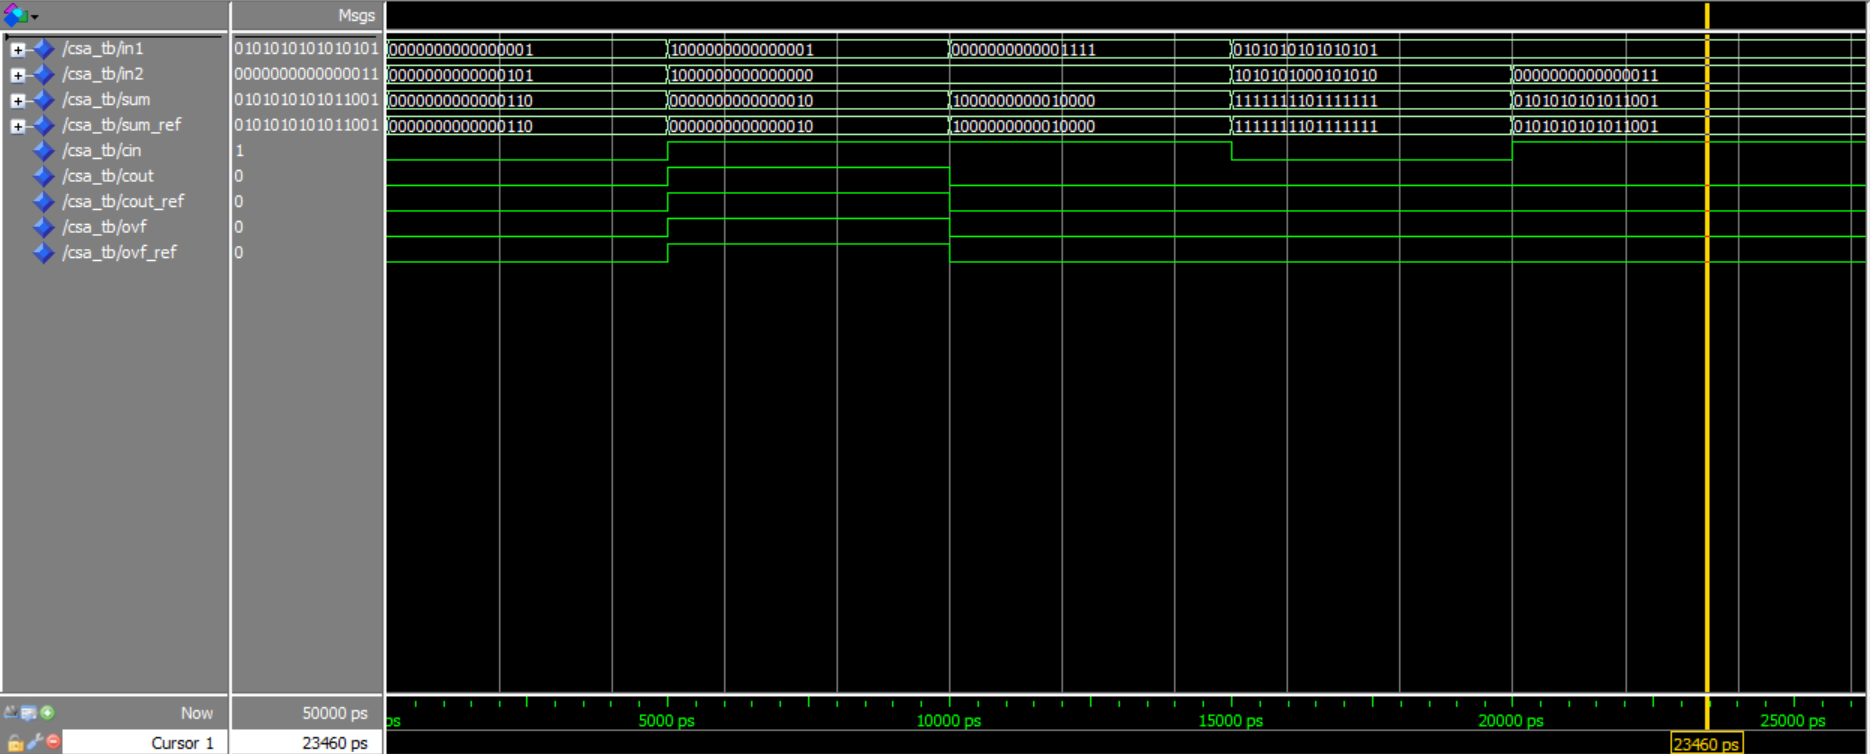 Msgs
/csa_tb/in1 0101010101010101 0000000000000001 1000000000000001 0000000000001111 0101010101010101
/csa_tb/in2 0000000000000011 0000000000000101 1000000000000000 1010101000101010 0000000000000011
/csa_tb/sum 0101010101011001 0000000000000110 0000000000000010 1000000000010000 1111111101111111 0101010101011001
/csa_tb/sum_ref 0101010101011001 0000000000000110 0000000000000010 1000000000010000 1111111101111111 0101010101011001
/csa_tb/cin 1
/csa_tb/cout 0
/csa_tb/cout_ref 0
/csa_tb/ovf 0
/csa_tb/ovf_ref 0
Now 50000 ps ps 5000 ps 10000 ps 15000 ps 20000 ps 25000 ps
Cursor 1 23460 ps 23460 ps